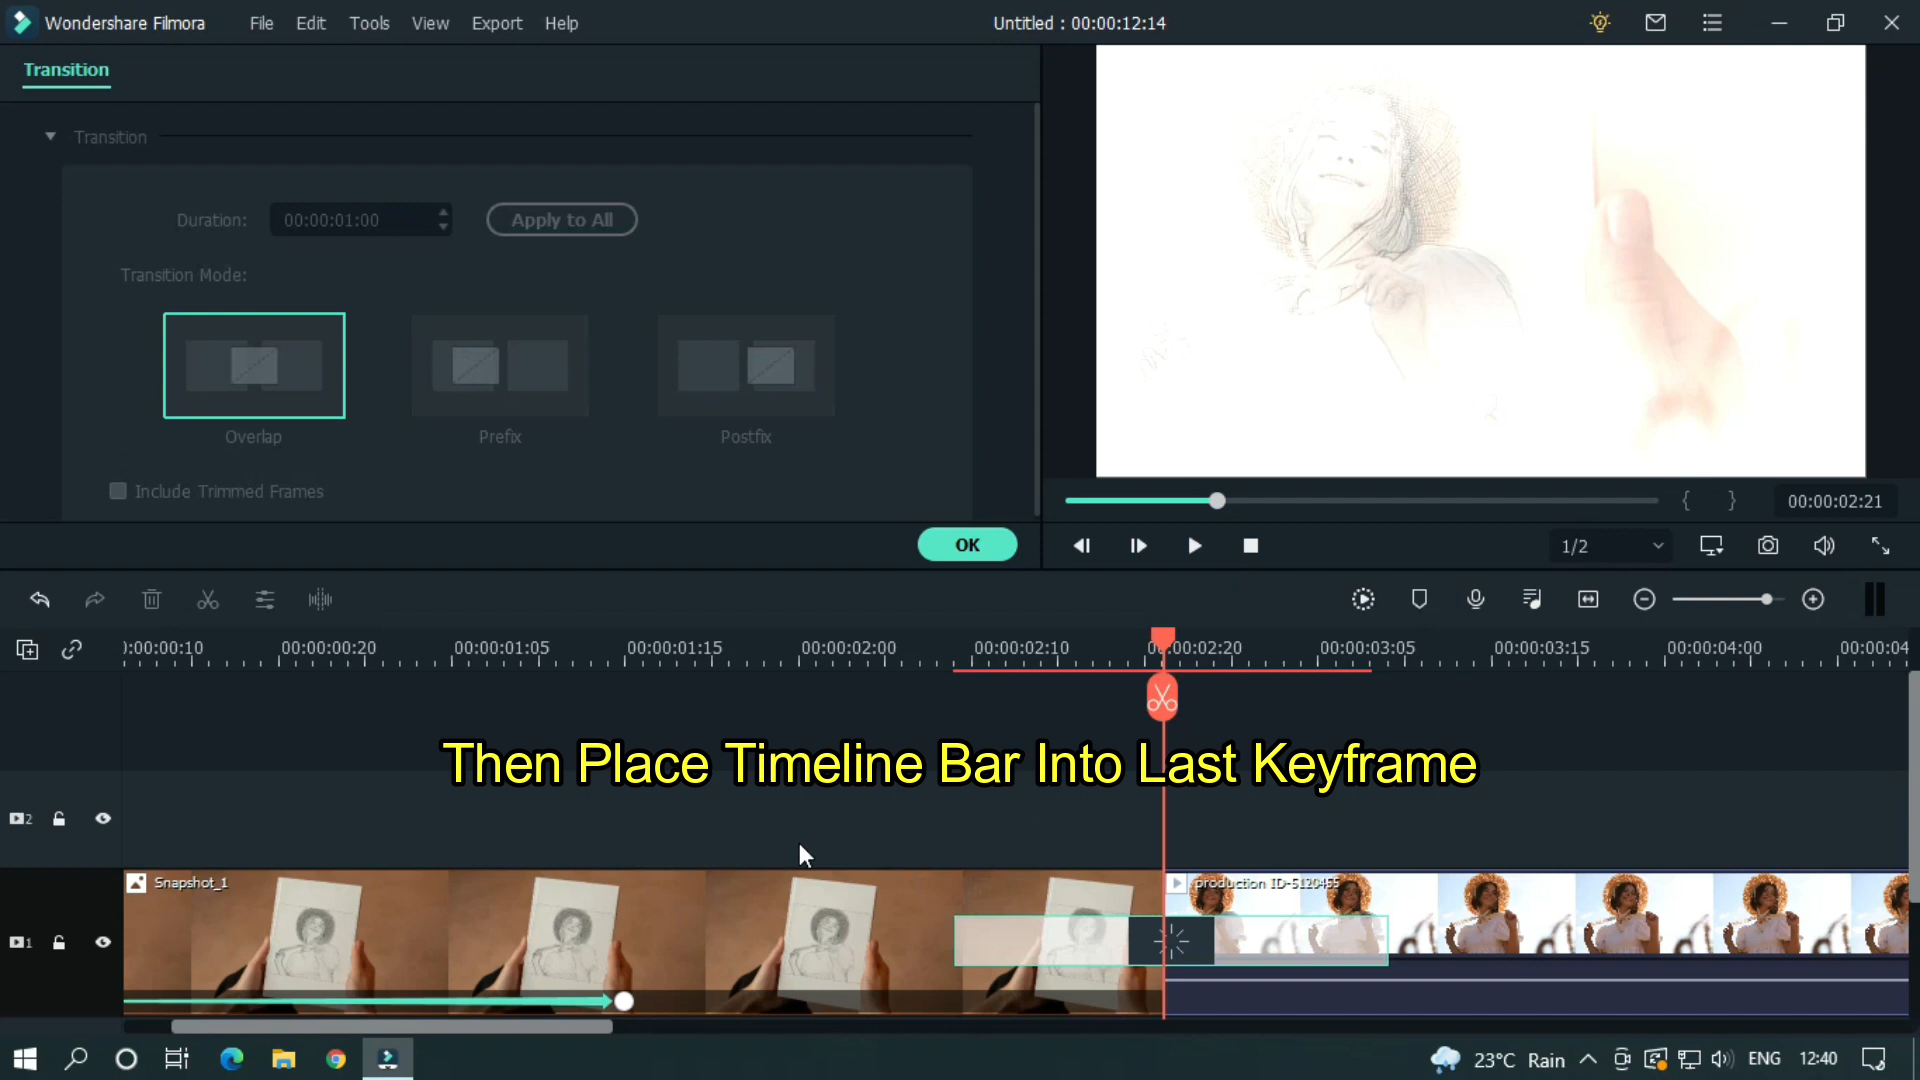 Wondershare Filmora
File
Edit
Tools
View
Export
Help
Untitled : 00:00:12:14
Transition
Transition
Duration:
00:00:01:00
Apply to All
Transition Mode:
Overlap
Prefix
Postfix
Include Trimmed Frames
OK
{ }
00:00:02:21
1/2
:00:00:00:10
00:00:00:20
00:00:01:05
00:00:01:15
00:00:02:00
00:00:02:10
00:00:02:20
00:00:03:05
00:00:03:15
00:00:04:00
00:00:04
Then Place Timeline Bar Into Last Keyframe
2
Snapshot_1
production ID-5120455
1
23°C Rain
ENG
12:40